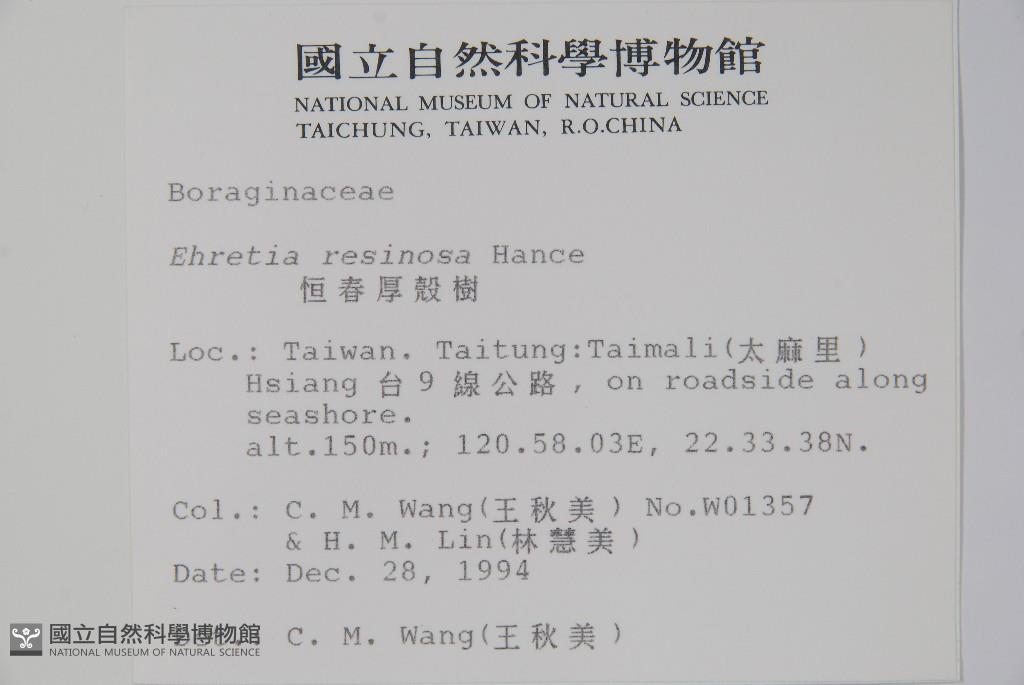 國立自然科學博物館
NATIONAL MUSEUM OF NATURAL SCIENCE
TAICHUNG, TAIWAN, R.O.CHINA
Boraginaceae
Ehretia resinosa Hance
恒春厚殼樹
Loc.: Taiwan. Taitung:Taimali(太麻里)
Hsiang 台9線公路, on roadside along
seashore.
alt.150m.; 120.58.03E, 22.33.38N.
Col.: C. M. Wang(王秋美) No.W01357
& H. M. Lin(林慧美)
Date: Dec. 28, 1994
C. M. Wang(王秋美)
國立自然科學博物館
NATIONAL MUSEUM OF NATURAL SCIENCE